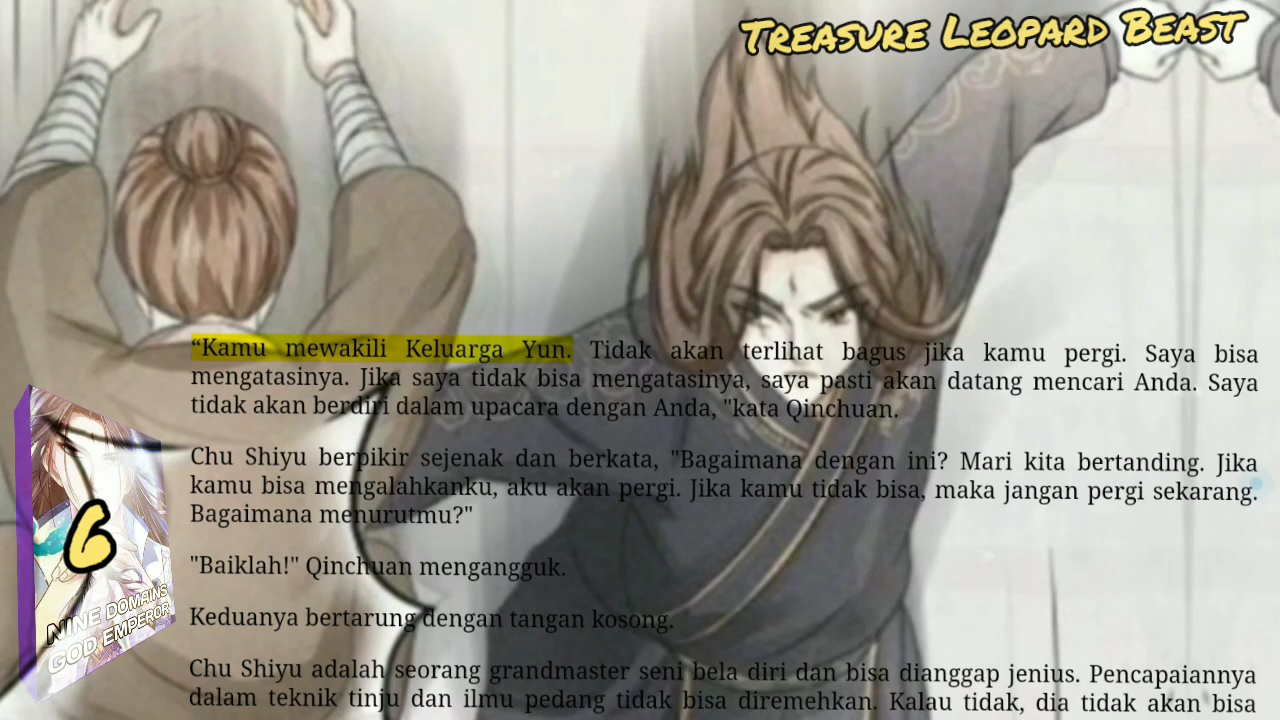 Treasure Leopard Beast
“Kamu mewakili Keluarga Yun. Tidak akan terlihat bagus jika kamu pergi. Saya bisa
mengatasinya. Jika saya tidak bisa mengatasinya, saya pasti akan datang mencari Anda. Saya
tidak akan berdiri dalam upacara dengan Anda, "kata Qinchuan.
Chu Shiyu berpikir sejenak dan berkata, "Bagaimana dengan ini? Mari kita bertanding. Jika
kamu bisa mengalahkanku, aku akan pergi. Jika kamu tidak bisa, maka jangan pergi sekarang.
Bagaimana menurutmu?"
"Baiklah!" Qinchuan mengangguk.
Keduanya bertarung dengan tangan kosong.
Chu Shiyu adalah seorang grandmaster seni bela diri dan bisa dianggap jenius. Pencapaiannya
dalam teknik tinju dan ilmu pedang tidak bisa diremehkan. Kalau tidak, dia tidak akan bisa
6
NINE DOMAINS
GOD EMPEROR